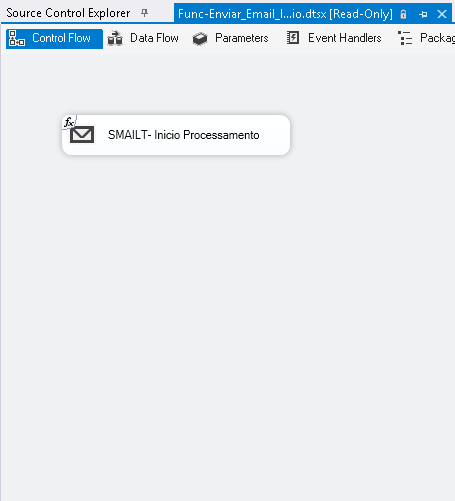 Source Control Explorer Func-Enviar_Email_I...io.dtsx [Read-Only]
Control Flow Data Flow Parameters Event Handlers Packag
fx SMAILT- Inicio Processamento